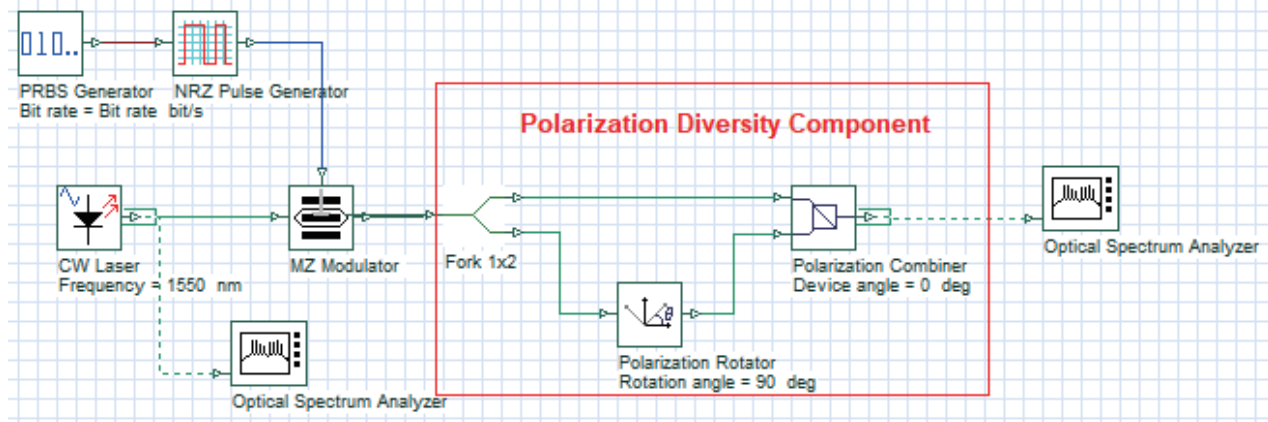 010..
PRBS Generator
Bit rate = Bit rate bit/s
NRZ Pulse Generator
Polarization Diversity Component
CW Laser
Frequency = 1550 nm
MZ Modulator
Fork 1x2
Polarization Combiner
Device angle = 0 deg
Optical Spectrum Analyzer
θ
Polarization Rotator
Rotation angle = 90 deg
Optical Spectrum Analyzer